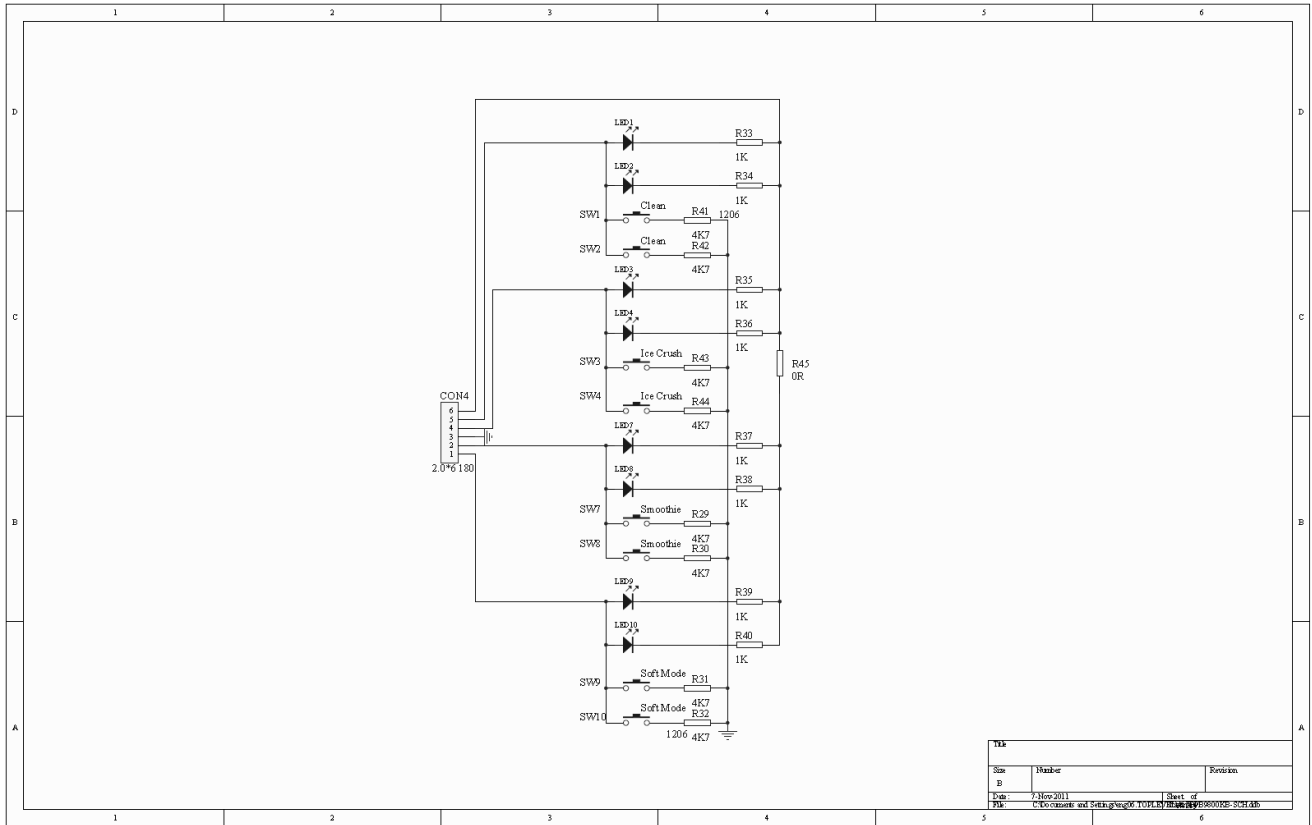 1 2 3 4 5 6
D D
LED1
R33
1K
LED2
R34
1K
Clean
SW1
R41
1206
4K7
Clean
SW2
R42
4K7
LED3
R35
1K
C C
LED4
R36
1K
Ice Crush
SW3
R43
4K7
R45
0R
Ice Crush
SW4
R44
4K7
CON4
6
5
4
3
2
1
2.0*6 180
LED7
R37
1K
LED8
R38
1K
B B
Smoothie
SW7
R29
4K7
Smoothie
SW8
R30
4K7
LED9
R39
1K
LED10
R40
1K
Soft Mode
SW9
R31
4K7
Soft Mode
SW10
R32
1206
4K7
A A
Title
Size Number Revision
B
Date: 7-Nov-2011 Sheet of
File: C:\Documents and Settings\eng06.TOPLEV
1 2 3 4 5 6